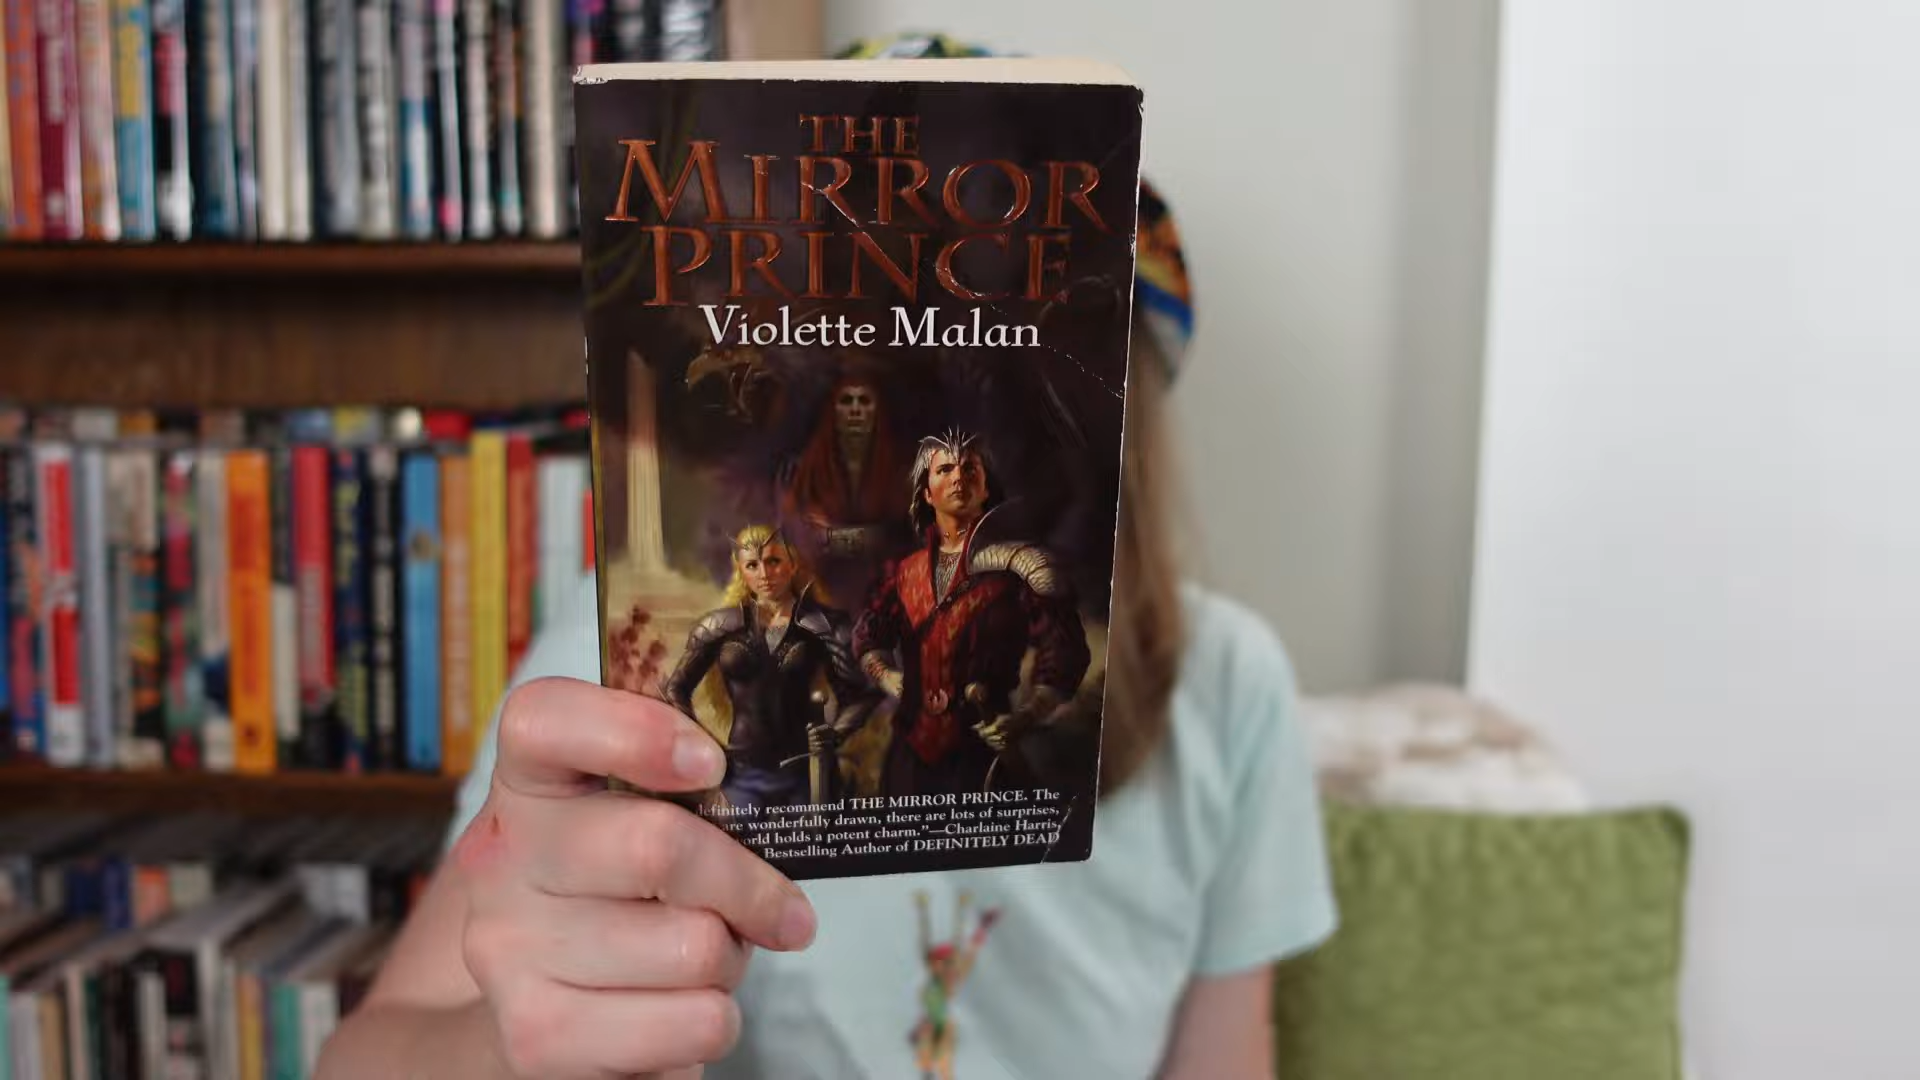 THE
MIRROR
PRINCE
Violette Malan
definitely recommend THE MIRROR PRINCE. The
are wonderfully drawn, there are lots of surprises,
world holds a potent charm.”—Charlaine Harris,
Bestselling Author of DEFINITELY DEAD